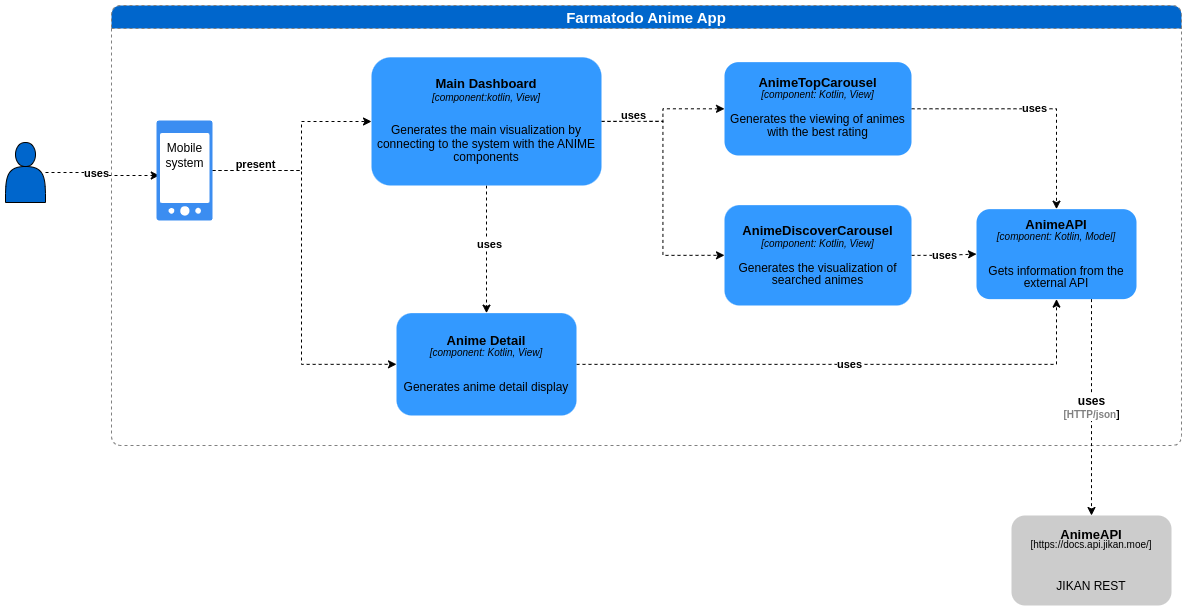 Farmatodo Anime App
Main Dashboard
[component:kotlin, View]
Generates the main visualization by
connecting to the system with the ANIME
components
AnimeTopCarousel
[component: Kotlin, View]
Generates the viewing of animes
with the best rating
uses
uses
Mobile
system
present
uses
AnimeDiscoverCarousel
[component: Kotlin, View]
Generates the visualization of
searched animes
uses
AnimeAPI
[component: Kotlin, Model]
Gets information from the
external API
uses
Anime Detail
[component: Kotlin, View]
Generates anime detail display
uses
uses
[HTTP/json]
AnimeAPI
[https://docs.api.jikan.moe/]
JIKAN REST